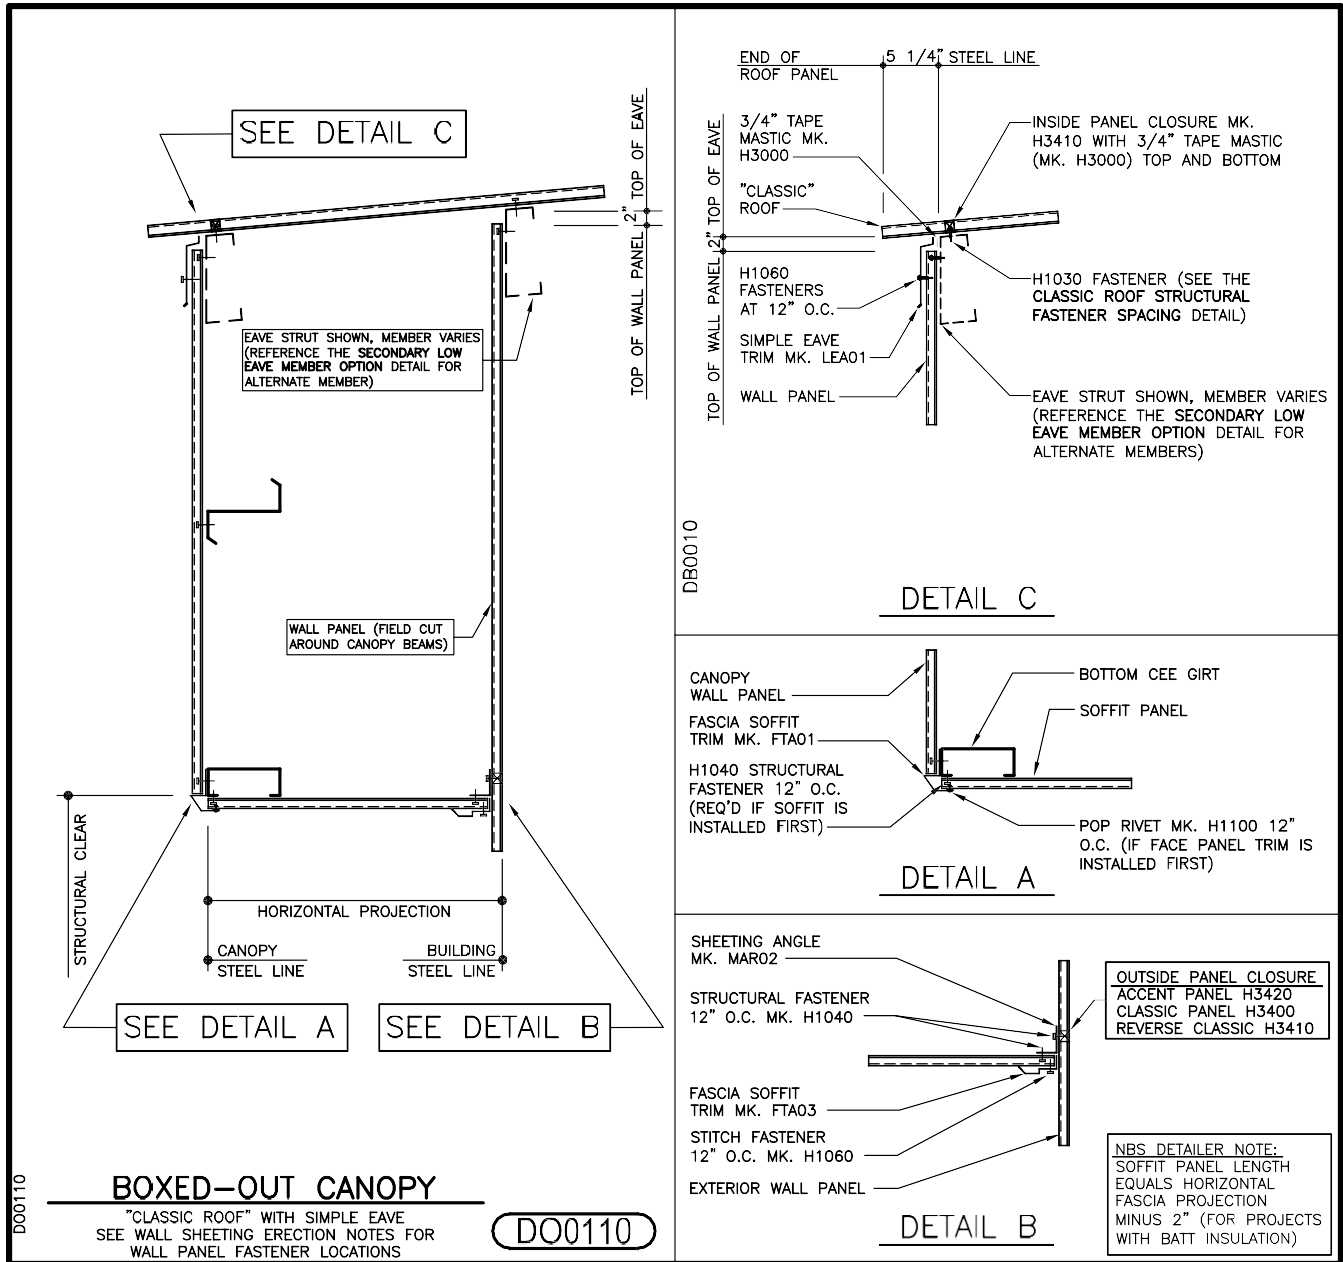 SEE DETAIL C
TOP OF WALL PANEL 2" TOP OF EAVE
EAVE STRUT SHOWN, MEMBER VARIES
(REFERENCE THE SECONDARY LOW
EAVE MEMBER OPTION DETAIL FOR
ALTERNATE MEMBER)
WALL PANEL (FIELD CUT
AROUND CANOPY BEAMS)
STRUCTURAL CLEAR
HORIZONTAL PROJECTION
CANOPY
STEEL LINE
BUILDING
STEEL LINE
SEE DETAIL A
SEE DETAIL B
DO0110
BOXED-OUT CANOPY
"CLASSIC ROOF" WITH SIMPLE EAVE
SEE WALL SHEETING ERECTION NOTES FOR
WALL PANEL FASTENER LOCATIONS
DO0110
END OF
ROOF PANEL
5 1/4"
STEEL LINE
3/4" TAPE
MASTIC MK.
H3000
"CLASSIC"
ROOF
TOP OF WALL PANEL 2" TOP OF EAVE
H1060
FASTENERS
AT 12" O.C.
SIMPLE EAVE
TRIM MK. LEA01
WALL PANEL
INSIDE PANEL CLOSURE MK.
H3410 WITH 3/4" TAPE MASTIC
(MK. H3000) TOP AND BOTTOM
H1030 FASTENER (SEE THE
CLASSIC ROOF STRUCTURAL
FASTENER SPACING DETAIL)
EAVE STRUT SHOWN, MEMBER VARIES
(REFERENCE THE SECONDARY LOW
EAVE MEMBER OPTION DETAIL FOR
ALTERNATE MEMBERS)
DB0010
DETAIL C
CANOPY
WALL PANEL
FASCIA SOFFIT
TRIM MK. FTA01
H1040 STRUCTURAL
FASTENER 12" O.C.
(REQ'D IF SOFFIT IS
INSTALLED FIRST)
BOTTOM CEE GIRT
SOFFIT PANEL
POP RIVET MK. H1100 12"
O.C. (IF FACE PANEL TRIM IS
INSTALLED FIRST)
DETAIL A
SHEETING ANGLE
MK. MAR02
STRUCTURAL FASTENER
12" O.C. MK. H1040
FASCIA SOFFIT
TRIM MK. FTA03
STITCH FASTENER
12" O.C. MK. H1060
EXTERIOR WALL PANEL
OUTSIDE PANEL CLOSURE
ACCENT PANEL H3420
CLASSIC PANEL H3400
REVERSE CLASSIC H3410
DETAIL B
NBS DETAILER NOTE:
SOFFIT PANEL LENGTH
EQUALS HORIZONTAL
FASCIA PROJECTION
MINUS 2" (FOR PROJECTS
WITH BATT INSULATION)